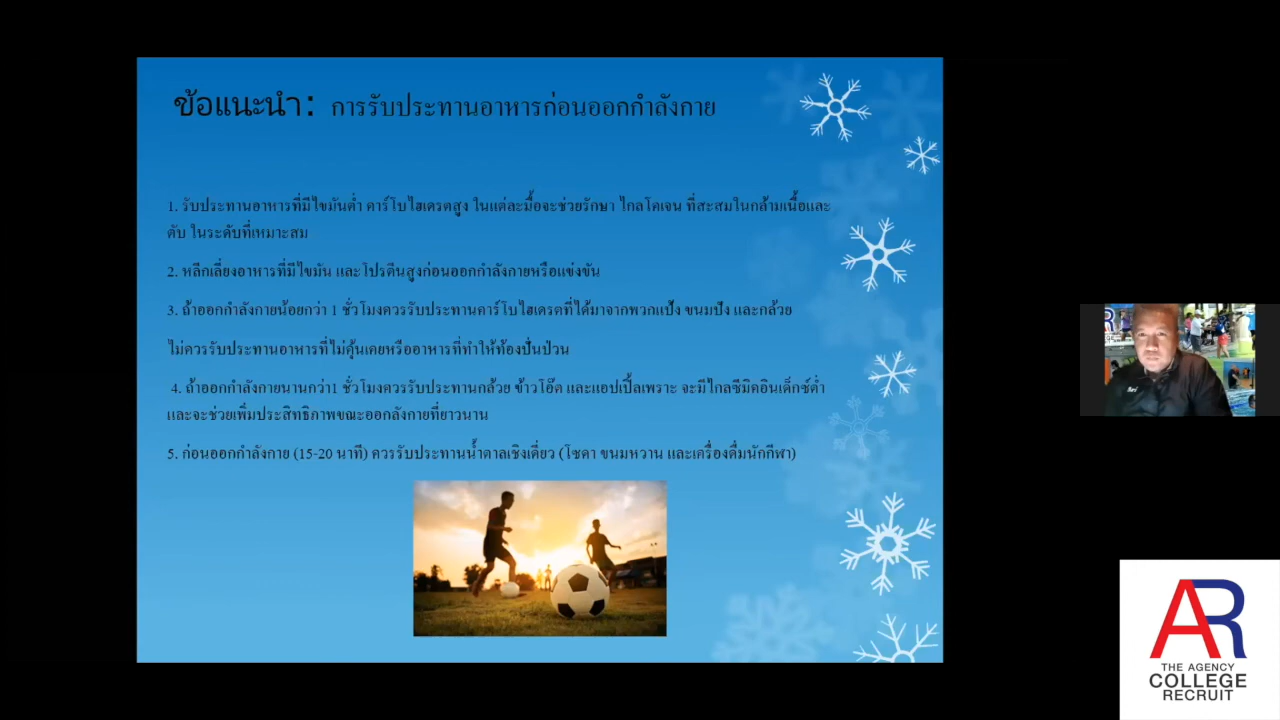 ข้อแนะนำ: การรับประทานอาหารก่อนออกกำลังกาย
1. รับประทานอาหารที่มีไขมันต่ำ คาร์โบไฮเดรตสูง ในแต่ละมื้อจะช่วยรักษา ไกลโคเจน ที่สะสมในกล้ามเนื้อและ
ตับ ในระดับที่เหมาะสม
2. หลีกเลี่ยงอาหารที่มีไขมัน และโปรตีนสูงก่อนออกกำลังกายหรือแข่งขัน
3. ถ้าออกกำลังกายน้อยกว่า 1 ชั่วโมงควรรับประทานคาร์โบไฮเดรตที่ได้มาจากพวกแป้ง ขนมปัง และกล้วย
ไม่ควรรับประทานอาหารที่ไม่คุ้นเคยหรืออาหารที่ทำให้ท้องปั่นป่วน
4. ถ้าออกกำลังกายนานกว่า1 ชั่วโมงควรรับประทานกล้วย ข้าวโอ๊ต และแอปเปิ้ลเพราะ จะมีไกลซีมิคอินเด็กซ์ต่ำ
และจะช่วยเพิ่มประสิทธิภาพขณะออกลังกายที่ยาวนาน
5. ก่อนออกกำลังกาย (15-20 นาที) ควรรับประทานน้ำตาลเชิงเดี่ยว (โซดา ขนมหวาน และเครื่องดื่มนักกีฬา)
AR
THE AGENCY
COLLEGE
RECRUIT